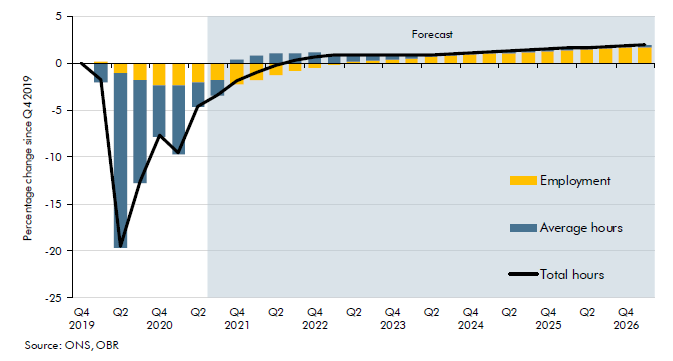 Forecast
Percentage change since Q4 2019
5
0
-5
-10
-15
-20
-25
Employment
Average hours
Total hours
Q4 Q2 Q4 Q2 Q4 Q2 Q4 Q2 Q4 Q2 Q4 Q2 Q4 Q2 Q4
2019 2020 2021 2022 2023 2024 2025 2026
Source: ONS, OBR